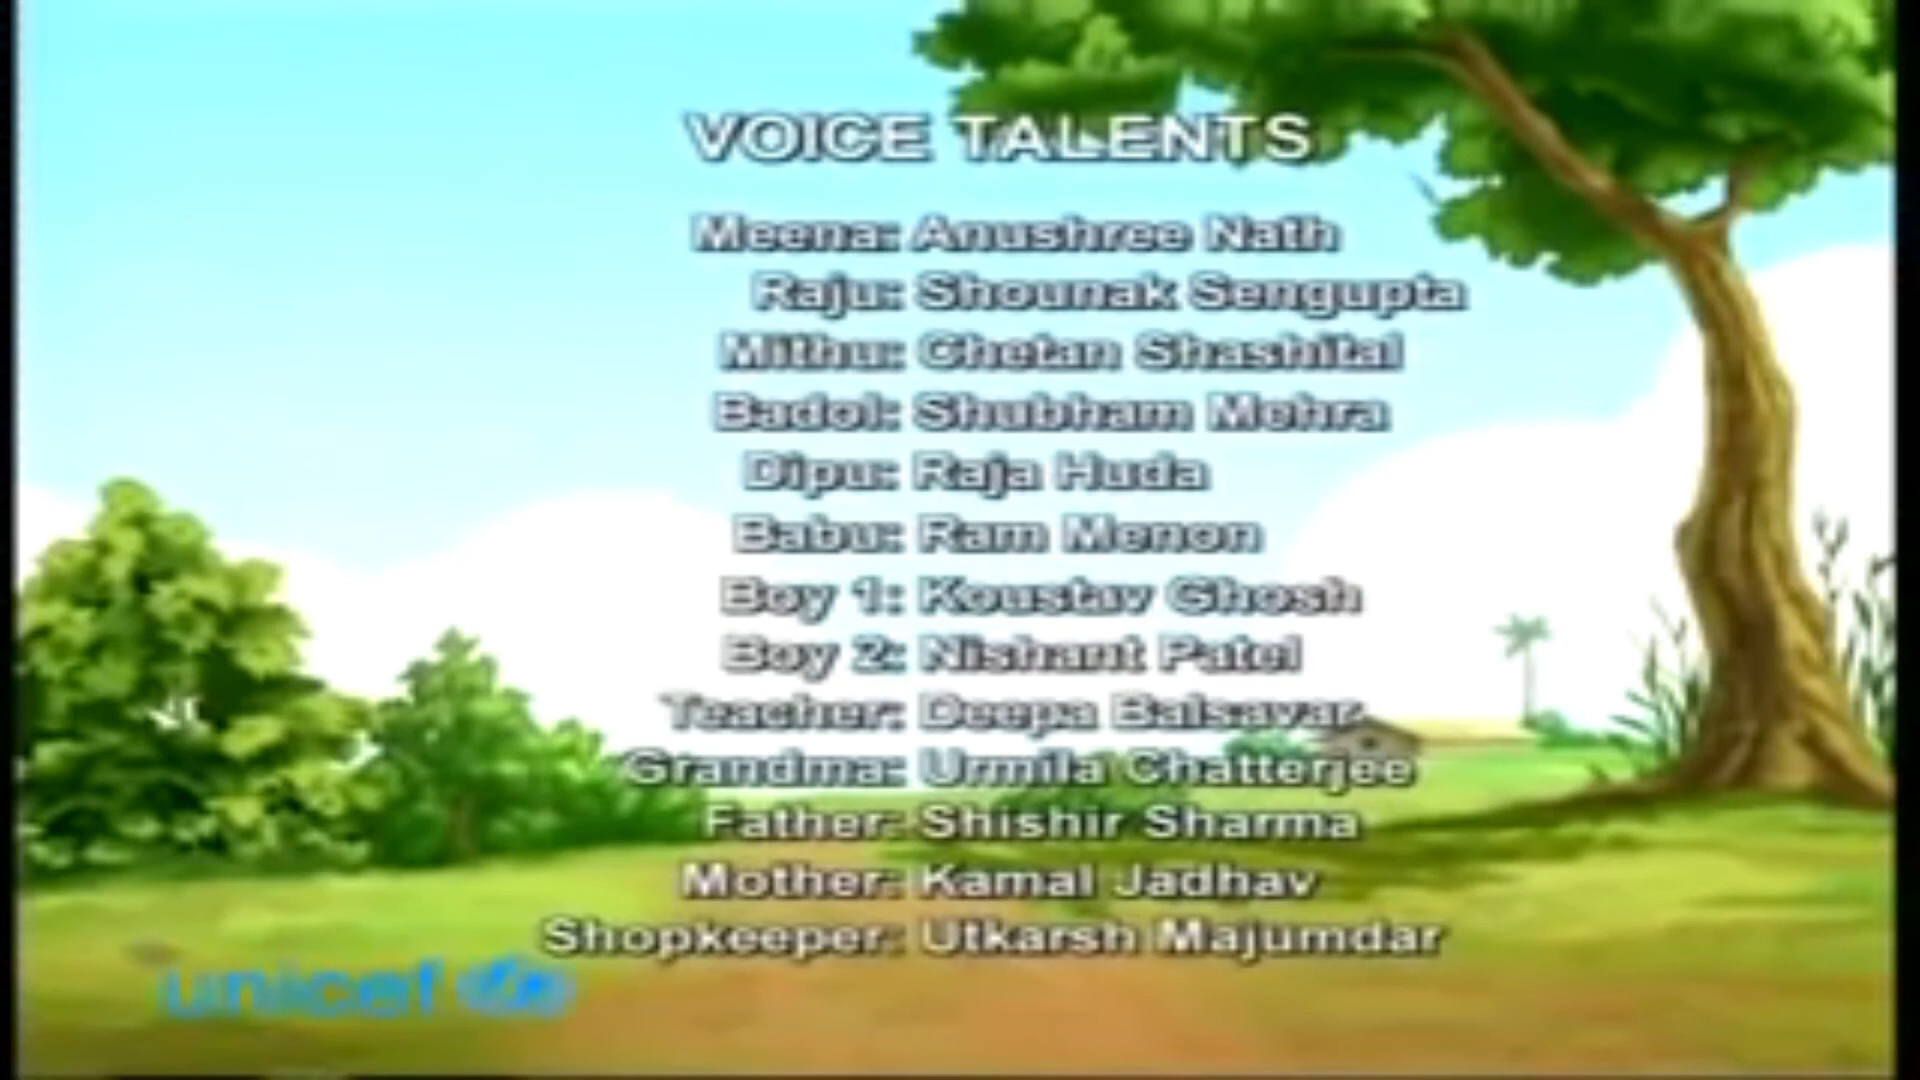 VOICE TALENTS
Meena: Anushree Nath
Raju: Shounak Sengupta
Mithu: Chetan Shashital
Badol: Shubham Mehra
Dipu: Raja Huda
Babu: Ram Menon
Boy 1: Koustav Ghosh
Boy 2: Nishant Patel
Teacher: Deepa Balsavar
Grandma: Urmila Chatterjee
Father: Shishir Sharma
Mother: Kamal Jadhav
Shopkeeper: Utkarsh Majumdar
unicef